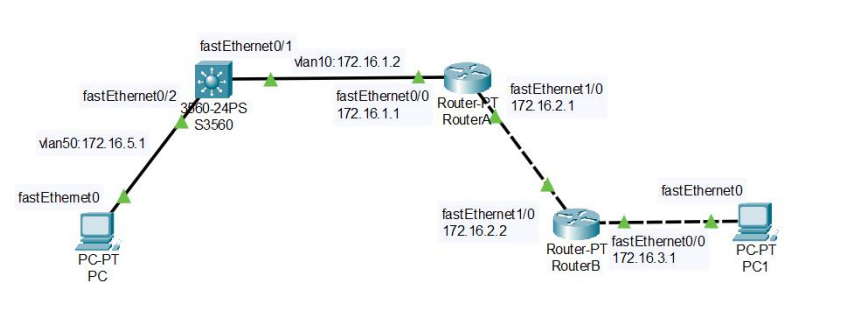 fastEthernet0/1
vlan10:172.16.1.2
fastEthernet0/2
3560-24PS
S3560
fastEthernet0/0
172.16.1.1
Router-PT
RouterA
fastEthernet1/0
172.16.2.1
vlan50:172.16.5.1
fastEthernet0
PC-PT
PC
fastEthernet1/0
172.16.2.2
Router-PT
RouterB
fastEthernet0/0
172.16.3.1
fastEthernet0
PC-PT
PC1